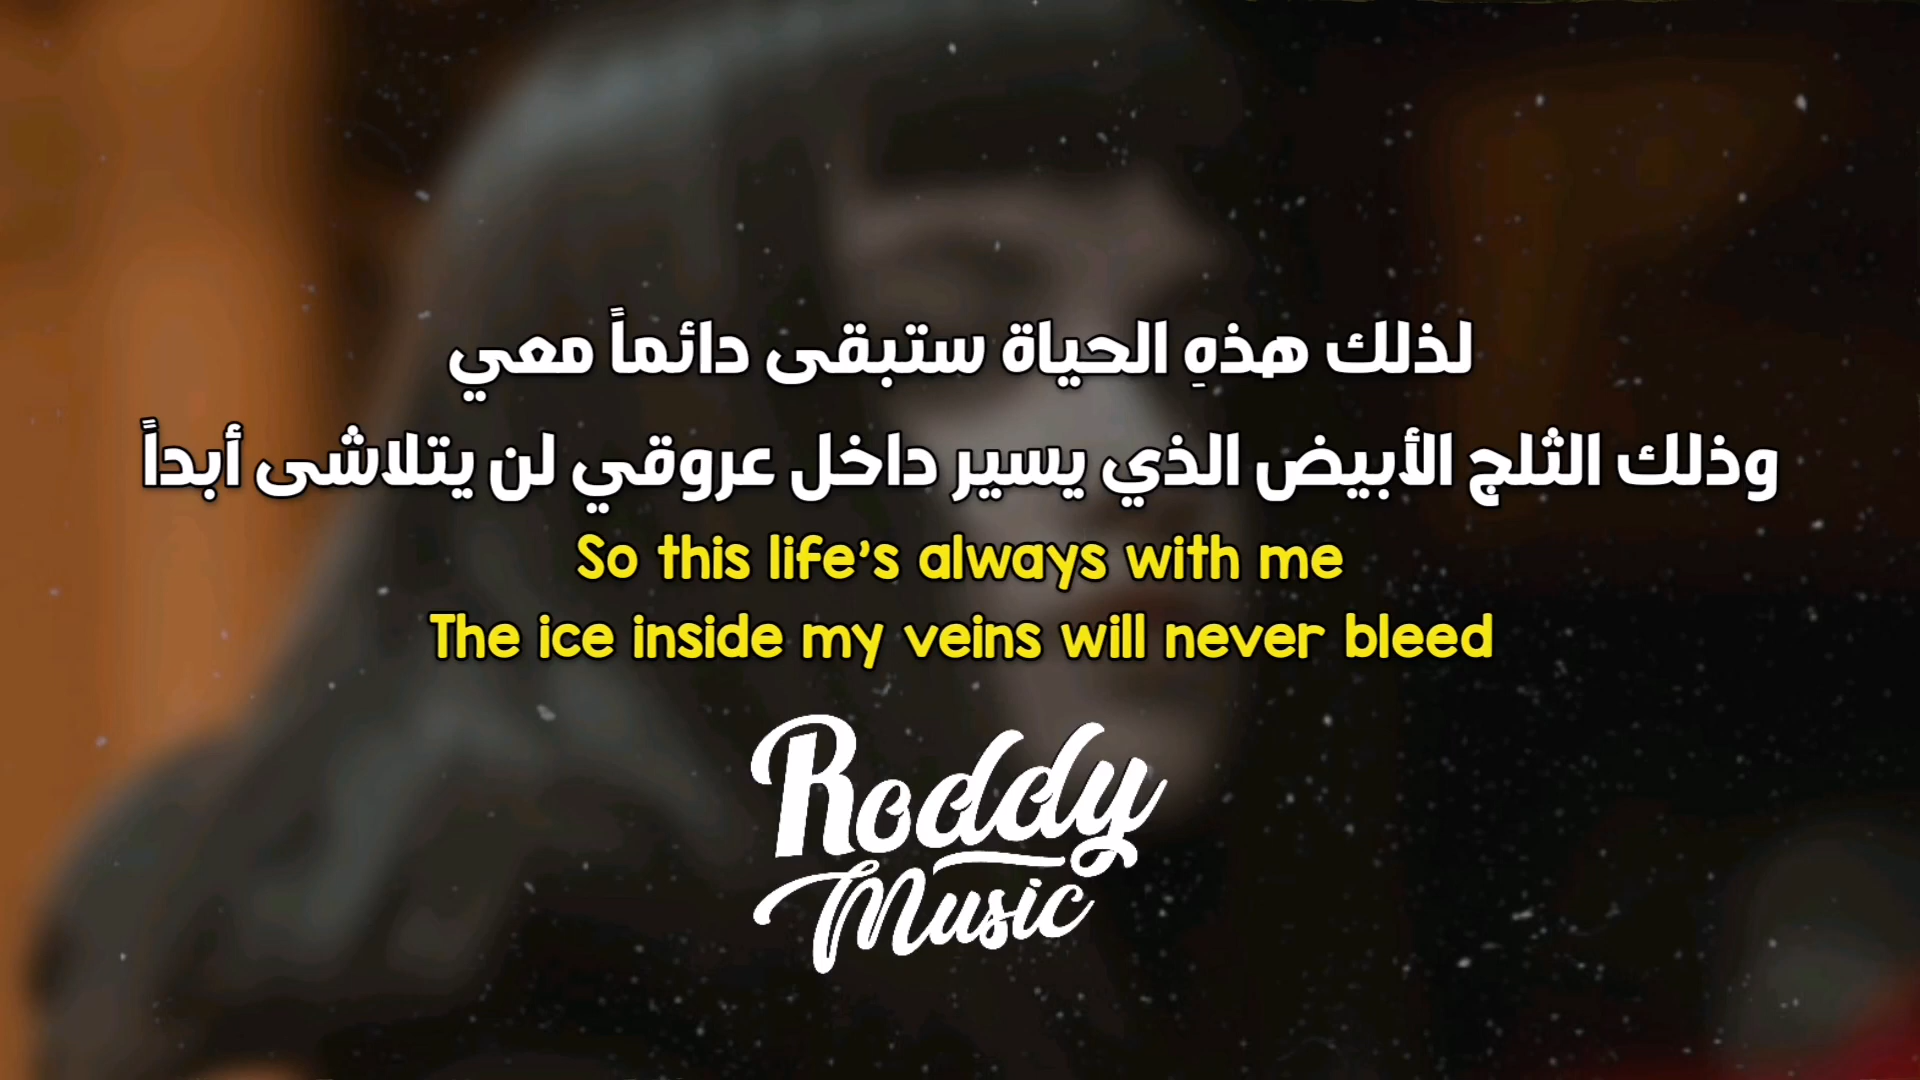 لذلك هذهِ الحياة ستبقى دائماً معي
وذلك الثلج الأبيض الذي يسير داخل عروقي لن يتلاشى أبداً
So this life's always with me
The ice inside my veins will never bleed
Roddy
Music